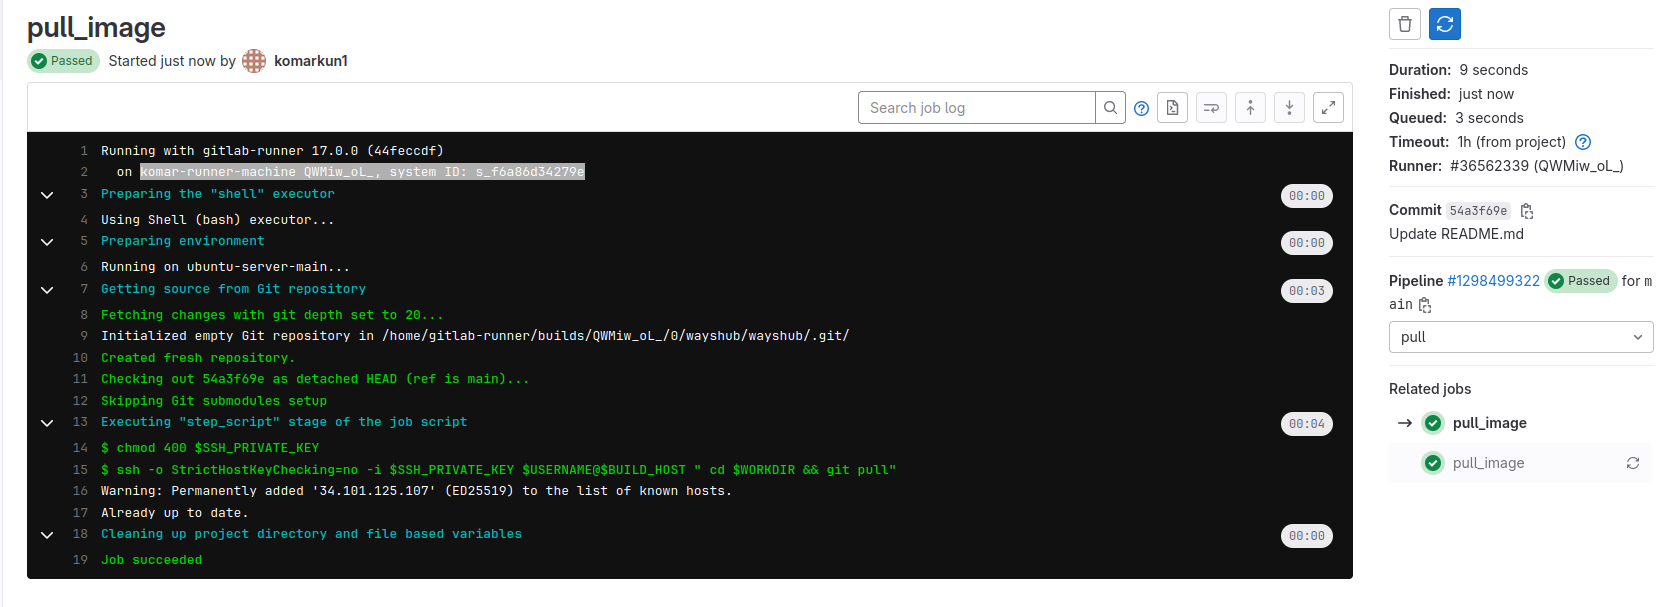 pull_image
Passed Started just now by komarkun1
Search job log
1 Running with gitlab-runner 17.0.0 (44feccdf)
2 on komar-runner-machine QWMiw_oL_, system ID: s_f6a86d34279e
3 Preparing the "shell" executor 00:00
4 Using Shell (bash) executor...
5 Preparing environment 00:00
6 Running on ubuntu-server-main...
7 Getting source from Git repository 00:03
8 Fetching changes with git depth set to 20...
9 Initialized empty Git repository in /home/gitlab-runner/builds/QWMiw_oL_/0/wayshub/wayshub/.git/
10 Created fresh repository.
11 Checking out 54a3f69e as detached HEAD (ref is main)...
12 Skipping Git submodules setup
13 Executing "step_script" stage of the job script 00:04
14 $ chmod 400 $SSH_PRIVATE_KEY
15 $ ssh -o StrictHostKeyChecking=no -i $SSH_PRIVATE_KEY $USERNAME@$BUILD_HOST " cd $WORKDIR && git pull"
16 Warning: Permanently added '34.101.125.107' (ED25519) to the list of known hosts.
17 Already up to date.
18 Cleaning up project directory and file based variables 00:00
19 Job succeeded
Duration: 9 seconds
Finished: just now
Queued: 3 seconds
Timeout: 1h (from project)
Runner: #36562339 (QWMiw_oL_)
Commit 54a3f69e
Update README.md
Pipeline #1298499322 Passed for m
ain
pull
Related jobs
pull_image
pull_image